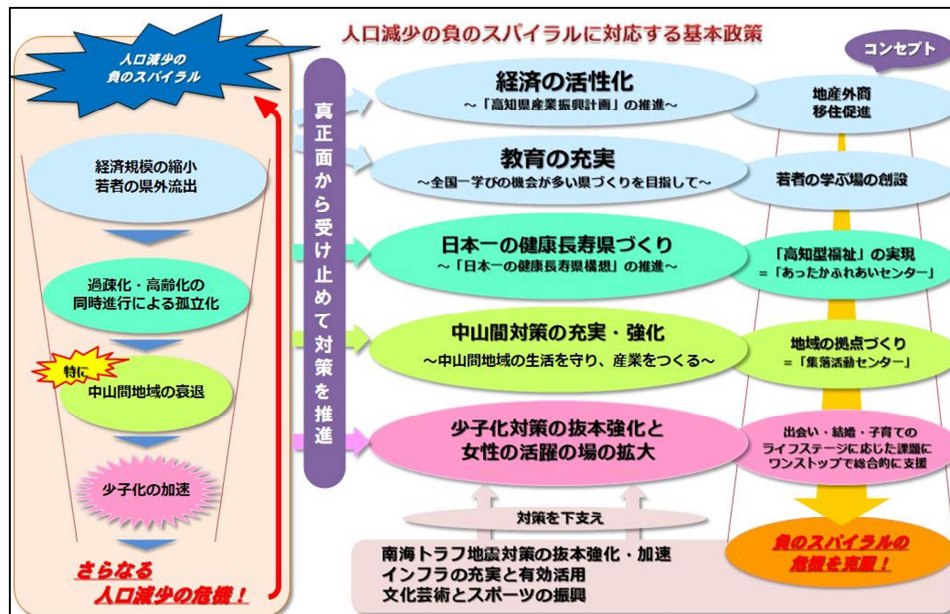 人口減少の負のスパイラルに対応する基本政策
コンセプト
人口減少の
負のスパイラル
経済規模の縮小
若者の県外流出
過疎化・高齢化の
同時進行による孤立化
特に
中山間地域の衰退
少子化の加速
さらなる
人口減少の危機！
真正面から受け止めて対策を推進
経済の活性化
～「高知県産業振興計画」の推進～
地産外商
移住促進
教育の充実
～全国一学びの機会が多い県づくりを目指して～
若者の学ぶ場の創設
日本一の健康長寿県づくり
～「日本一の健康長寿県構想」の推進～
「高知型福祉」の実現
＝「あったかふれあいセンター」
中山間対策の充実・強化
～中山間地域の生活を守り、産業をつくる～
地域の拠点づくり
＝「集落活動センター」
少子化対策の抜本強化と
女性の活躍の場の拡大
出会い・結婚・子育ての
ライフステージに応じた課題に
ワンストップで総合的に支援
対策を下支え
南海トラフ地震対策の抜本強化・加速
インフラの充実と有効活用
文化芸術とスポーツの振興
負のスパイラルの
危機を克服！